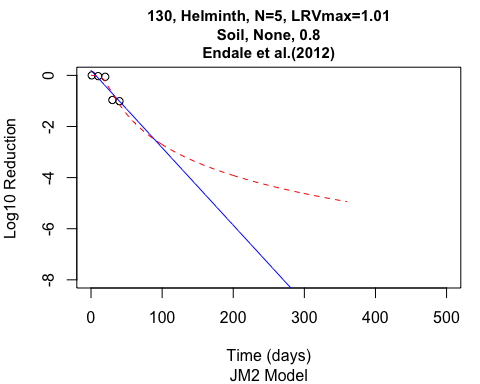 130, Helminth, N=5, LRVmax=1.01
Soil, None, 0.8
Endale et al.(2012)
Log10 Reduction
0
-2
-4
-6
-8
0 100 200 300 400 500
Time (days)
JM2 Model